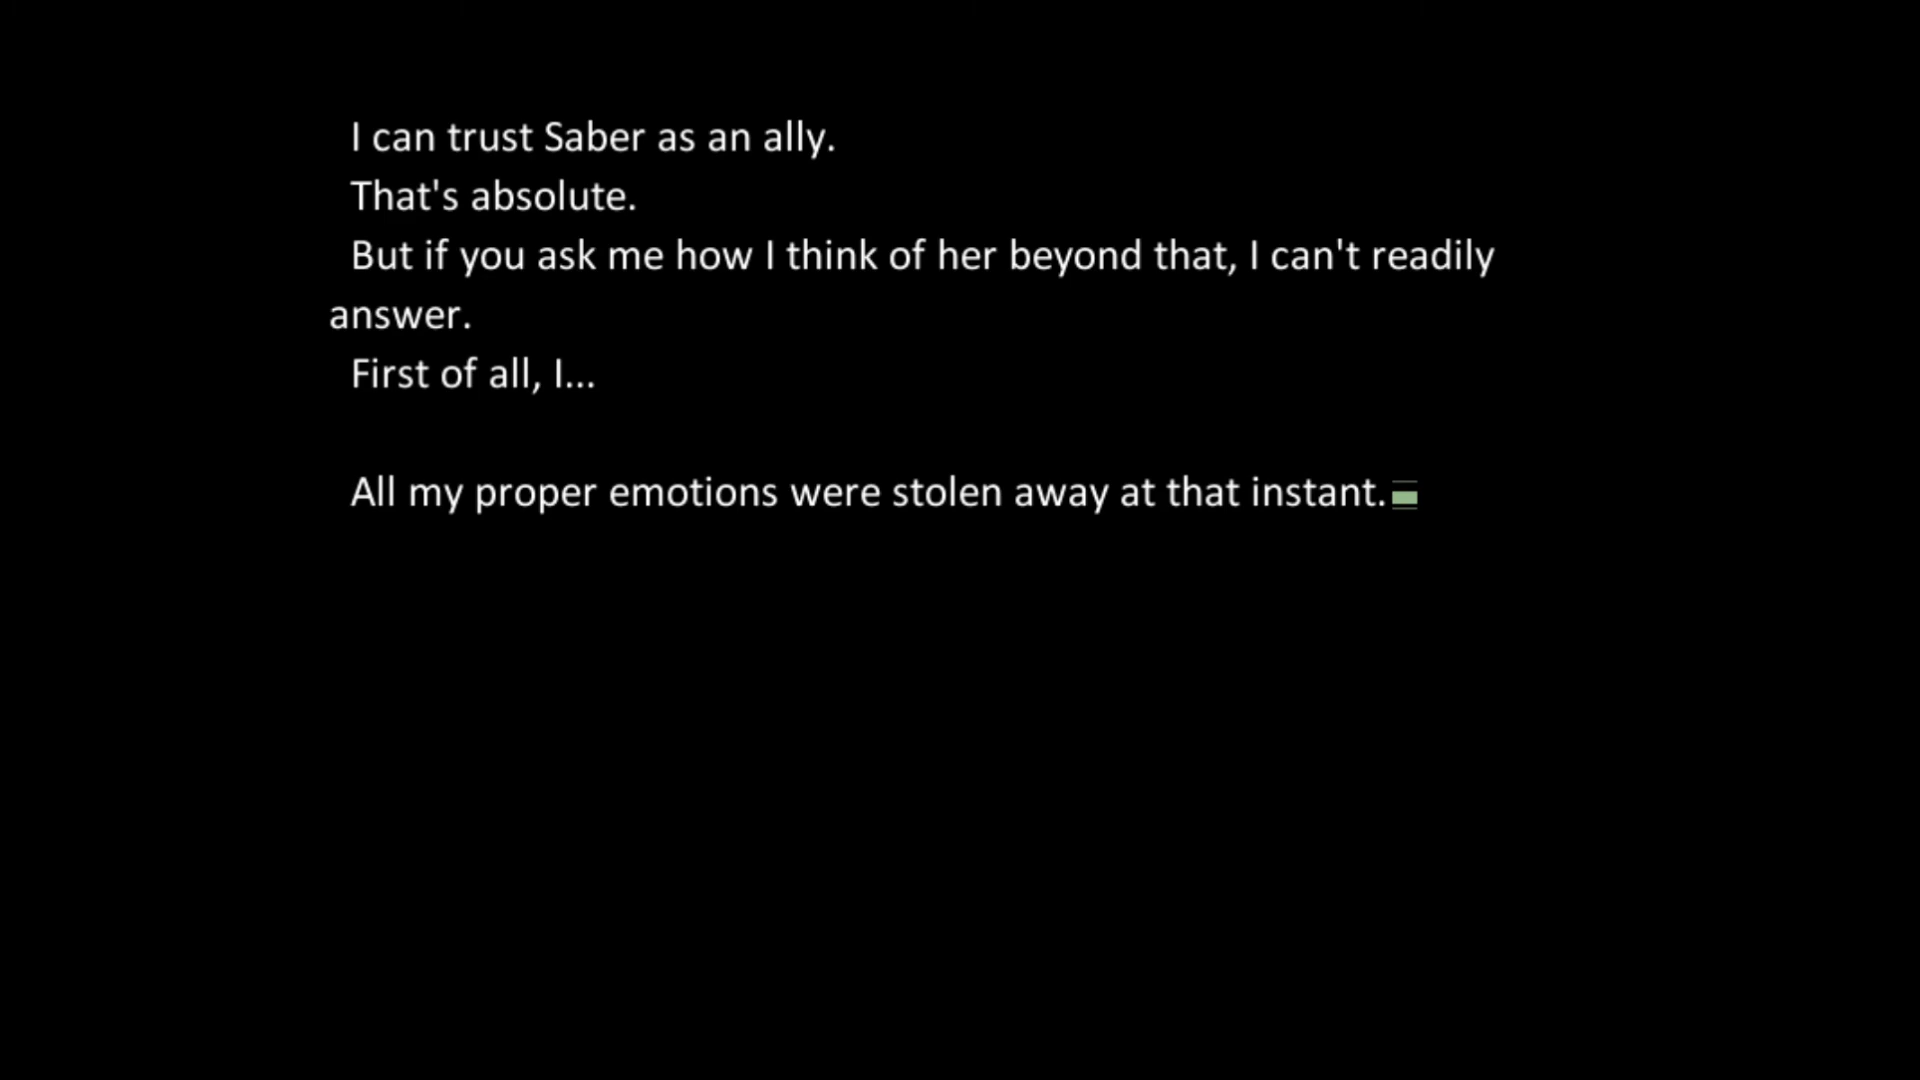 I can trust Saber as an ally.
That's absolute.
But if you ask me how I think of her beyond that, I can't readily
answer.
First of all, I...
All my proper emotions were stolen away at that instant.